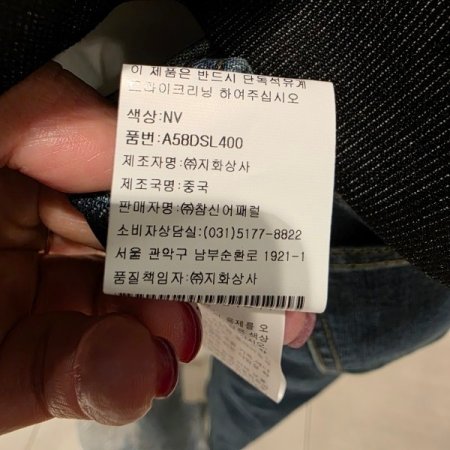 이 제품은 반드시 단독석유계
드라이크리닝 하여주십시오
색상:NV
품번:A58DSL400
제조자명:㈜지화상사
제조국명:중국
판매자명:㈜참신어패럴
소비자상담실:(031)5177-8822
서울 관악구 남부순환로 1921-1
품질책임자:㈜지화상사